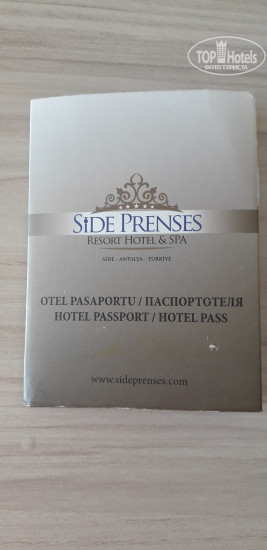 TOP Hotels
ФОТО ТУРИСТА
SIDE PRENSES
RESORT HOTEL & SPA
SIDE - ANTALYA - TÜRKİYE
OTEL PASAPORTU / ПАСПОРТОТЕЛЯ
HOTEL PASSPORT / HOTEL PASS
www.sideprenses.com